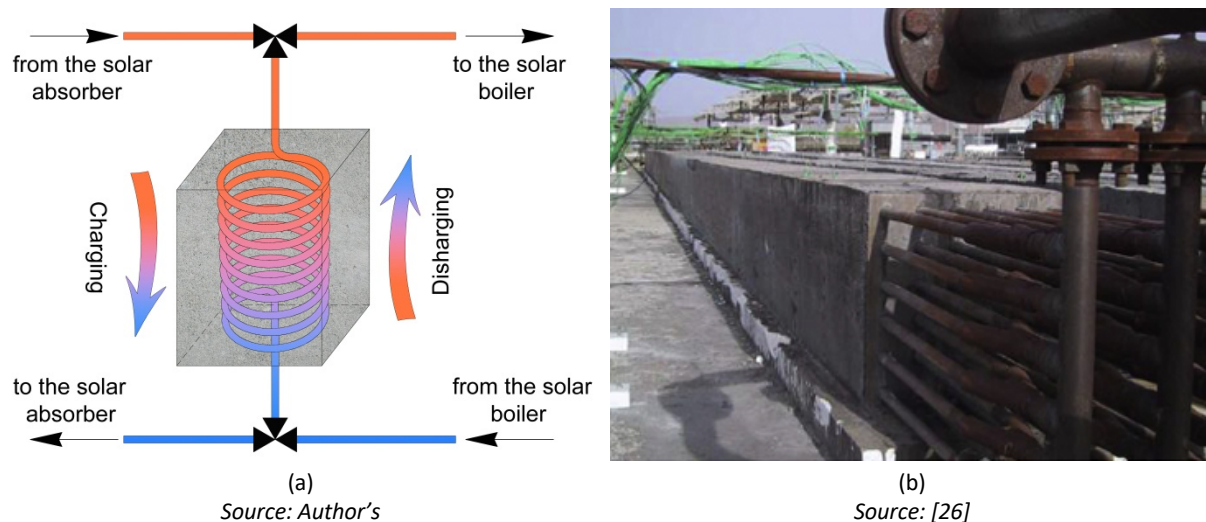 from the solar
absorber
to the solar
boiler
Charging
Disharging
to the solar
absorber
from the solar
boiler
(a)
Source: Author's
(b)
Source: [26]